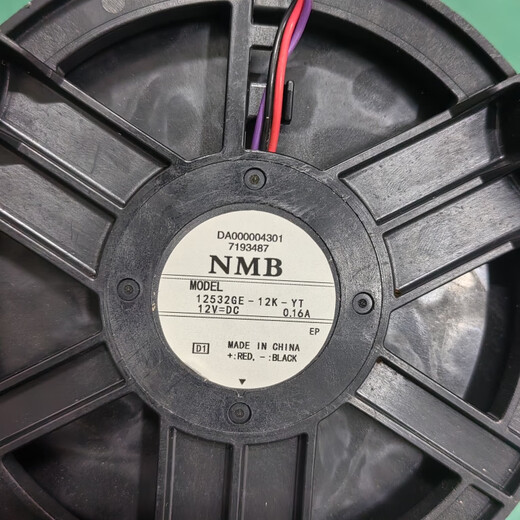 DA000004301
7193487
NMB
MODEL
12532GE-12K-YT
12V=DC 0.16A
EP
D1 MADE IN CHINA
+:RED, -:BLACK